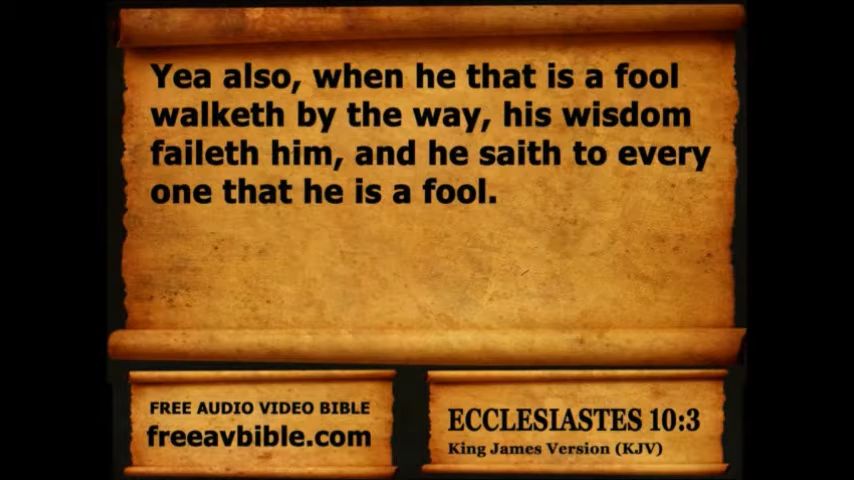 Yea also, when he that is a fool
walketh by the way, his wisdom
faileth him, and he saith to every
one that he is a fool.
FREE AUDIO VIDEO BIBLE
freeavbible.com
ECCLESIASTES 10:3
King James Version (KJV)